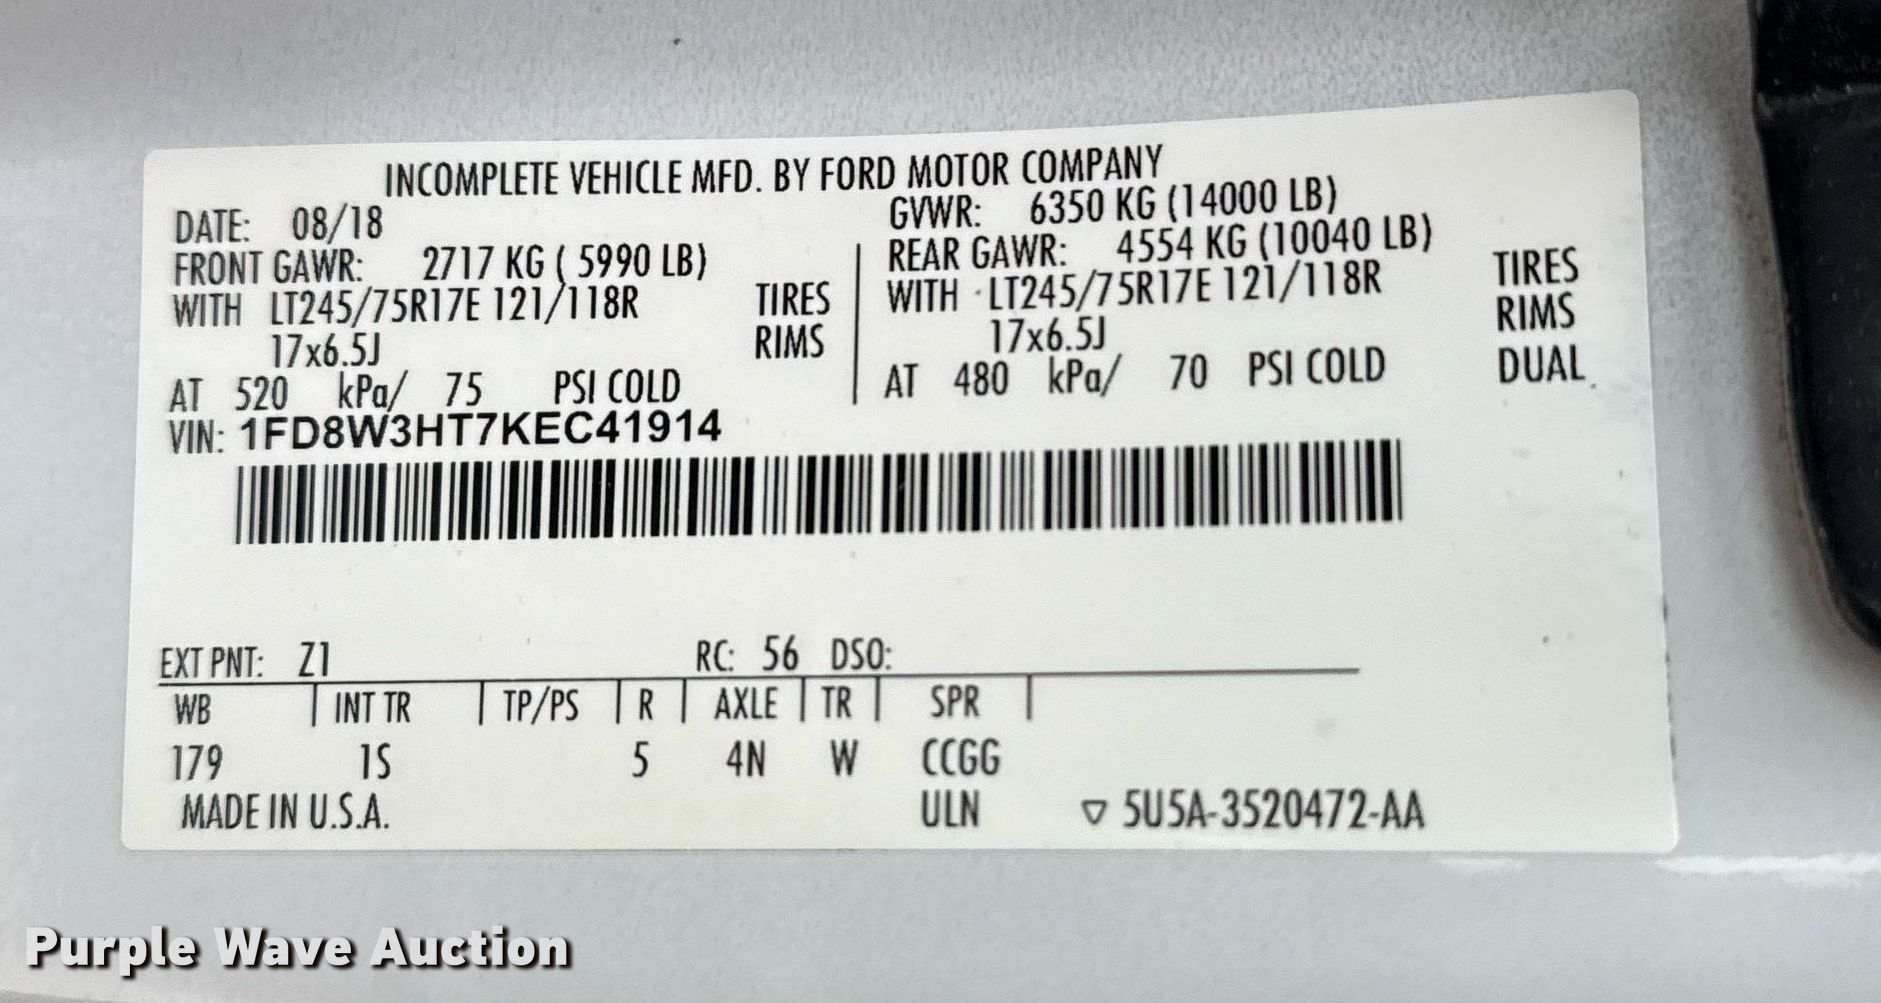 INCOMPLETE VEHICLE MFD. BY FORD MOTOR COMPANY
DATE: 08/18
GVWR: 6350 KG (14000 LB)
FRONT GAWR: 2717 KG ( 5990 LB)
WITH LT245/75R17E 121/118R TIRES
17x6.5J RIMS
AT 520 kPa/ 75 PSI COLD
REAR GAWR: 4554 KG (10040 LB)
WITH LT245/75R17E 121/118R TIRES
17x6.5J RIMS
AT 480 kPa/ 70 PSI COLD DUAL
VIN: 1FD8W3HT7KEC41914
EXT PNT: Z1 RC: 56 DSO:
WB INT TR TP/PS R AXLE TR SPR
179 1S 5 4N W CCGG
MADE IN U.S.A. ULN ▽ 5U5A-3520472-AA
Purple Wave Auction